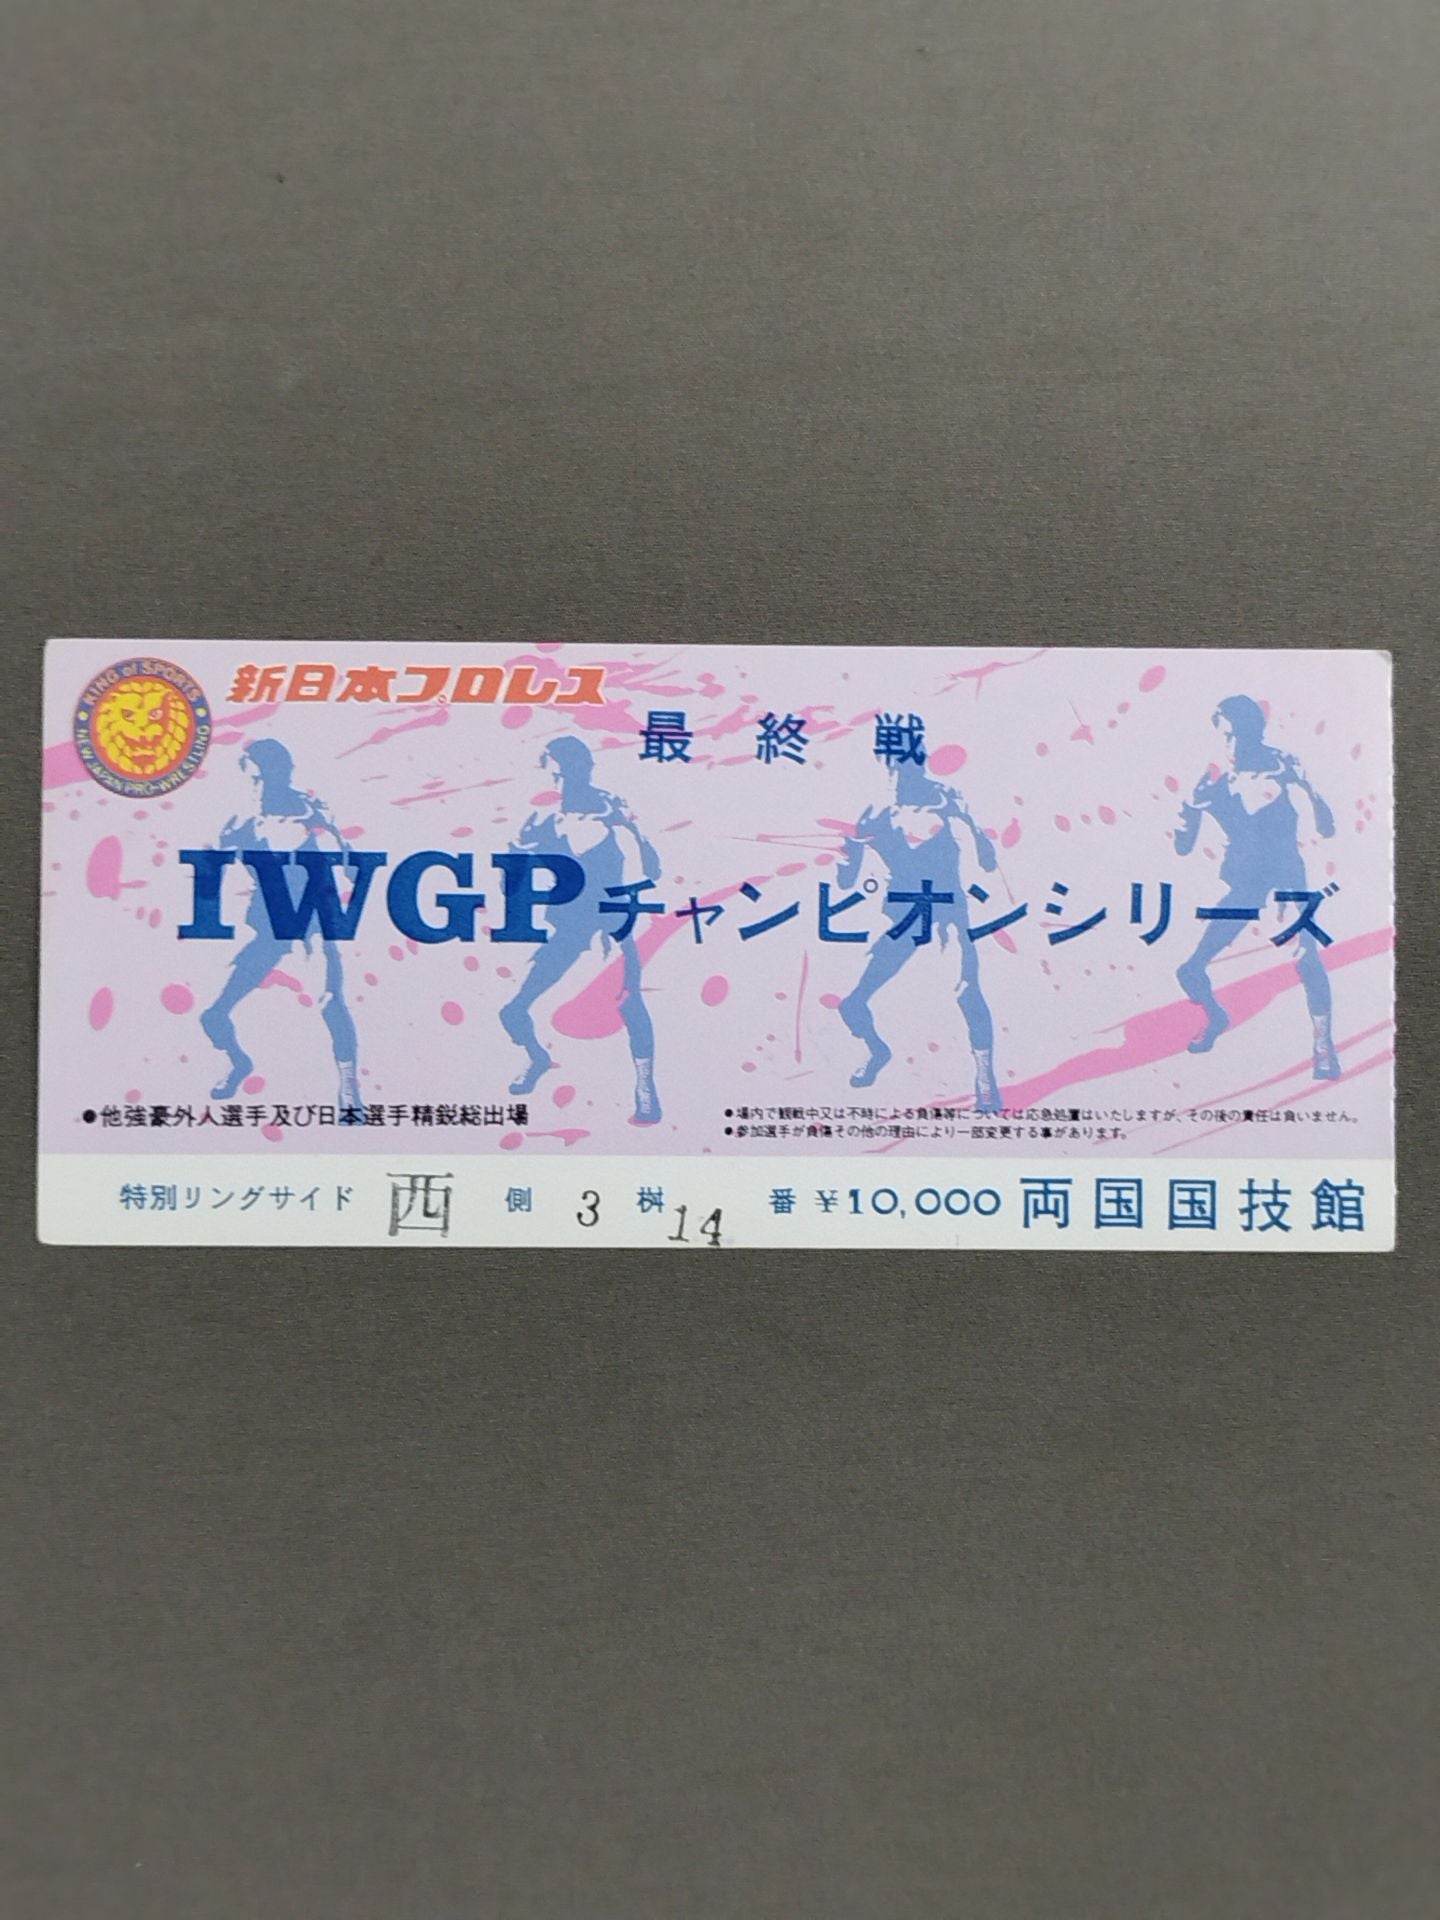 KING of SPORTS
NEW JAPAN PRO-WRESTLING
新日本プロレス
最終戦
IWGPチャンピオンシリーズ
●他強豪外人選手及び日本選手精鋭総出場
●場内で観戦中又は不時による負傷等については応急処置はいたしますが、その後の責任は負いません。
●参加選手が負傷その他の理由により一部変更する事があります。
特別リングサイド 西 側 3 桝 14 番 ¥10,000 両国国技館